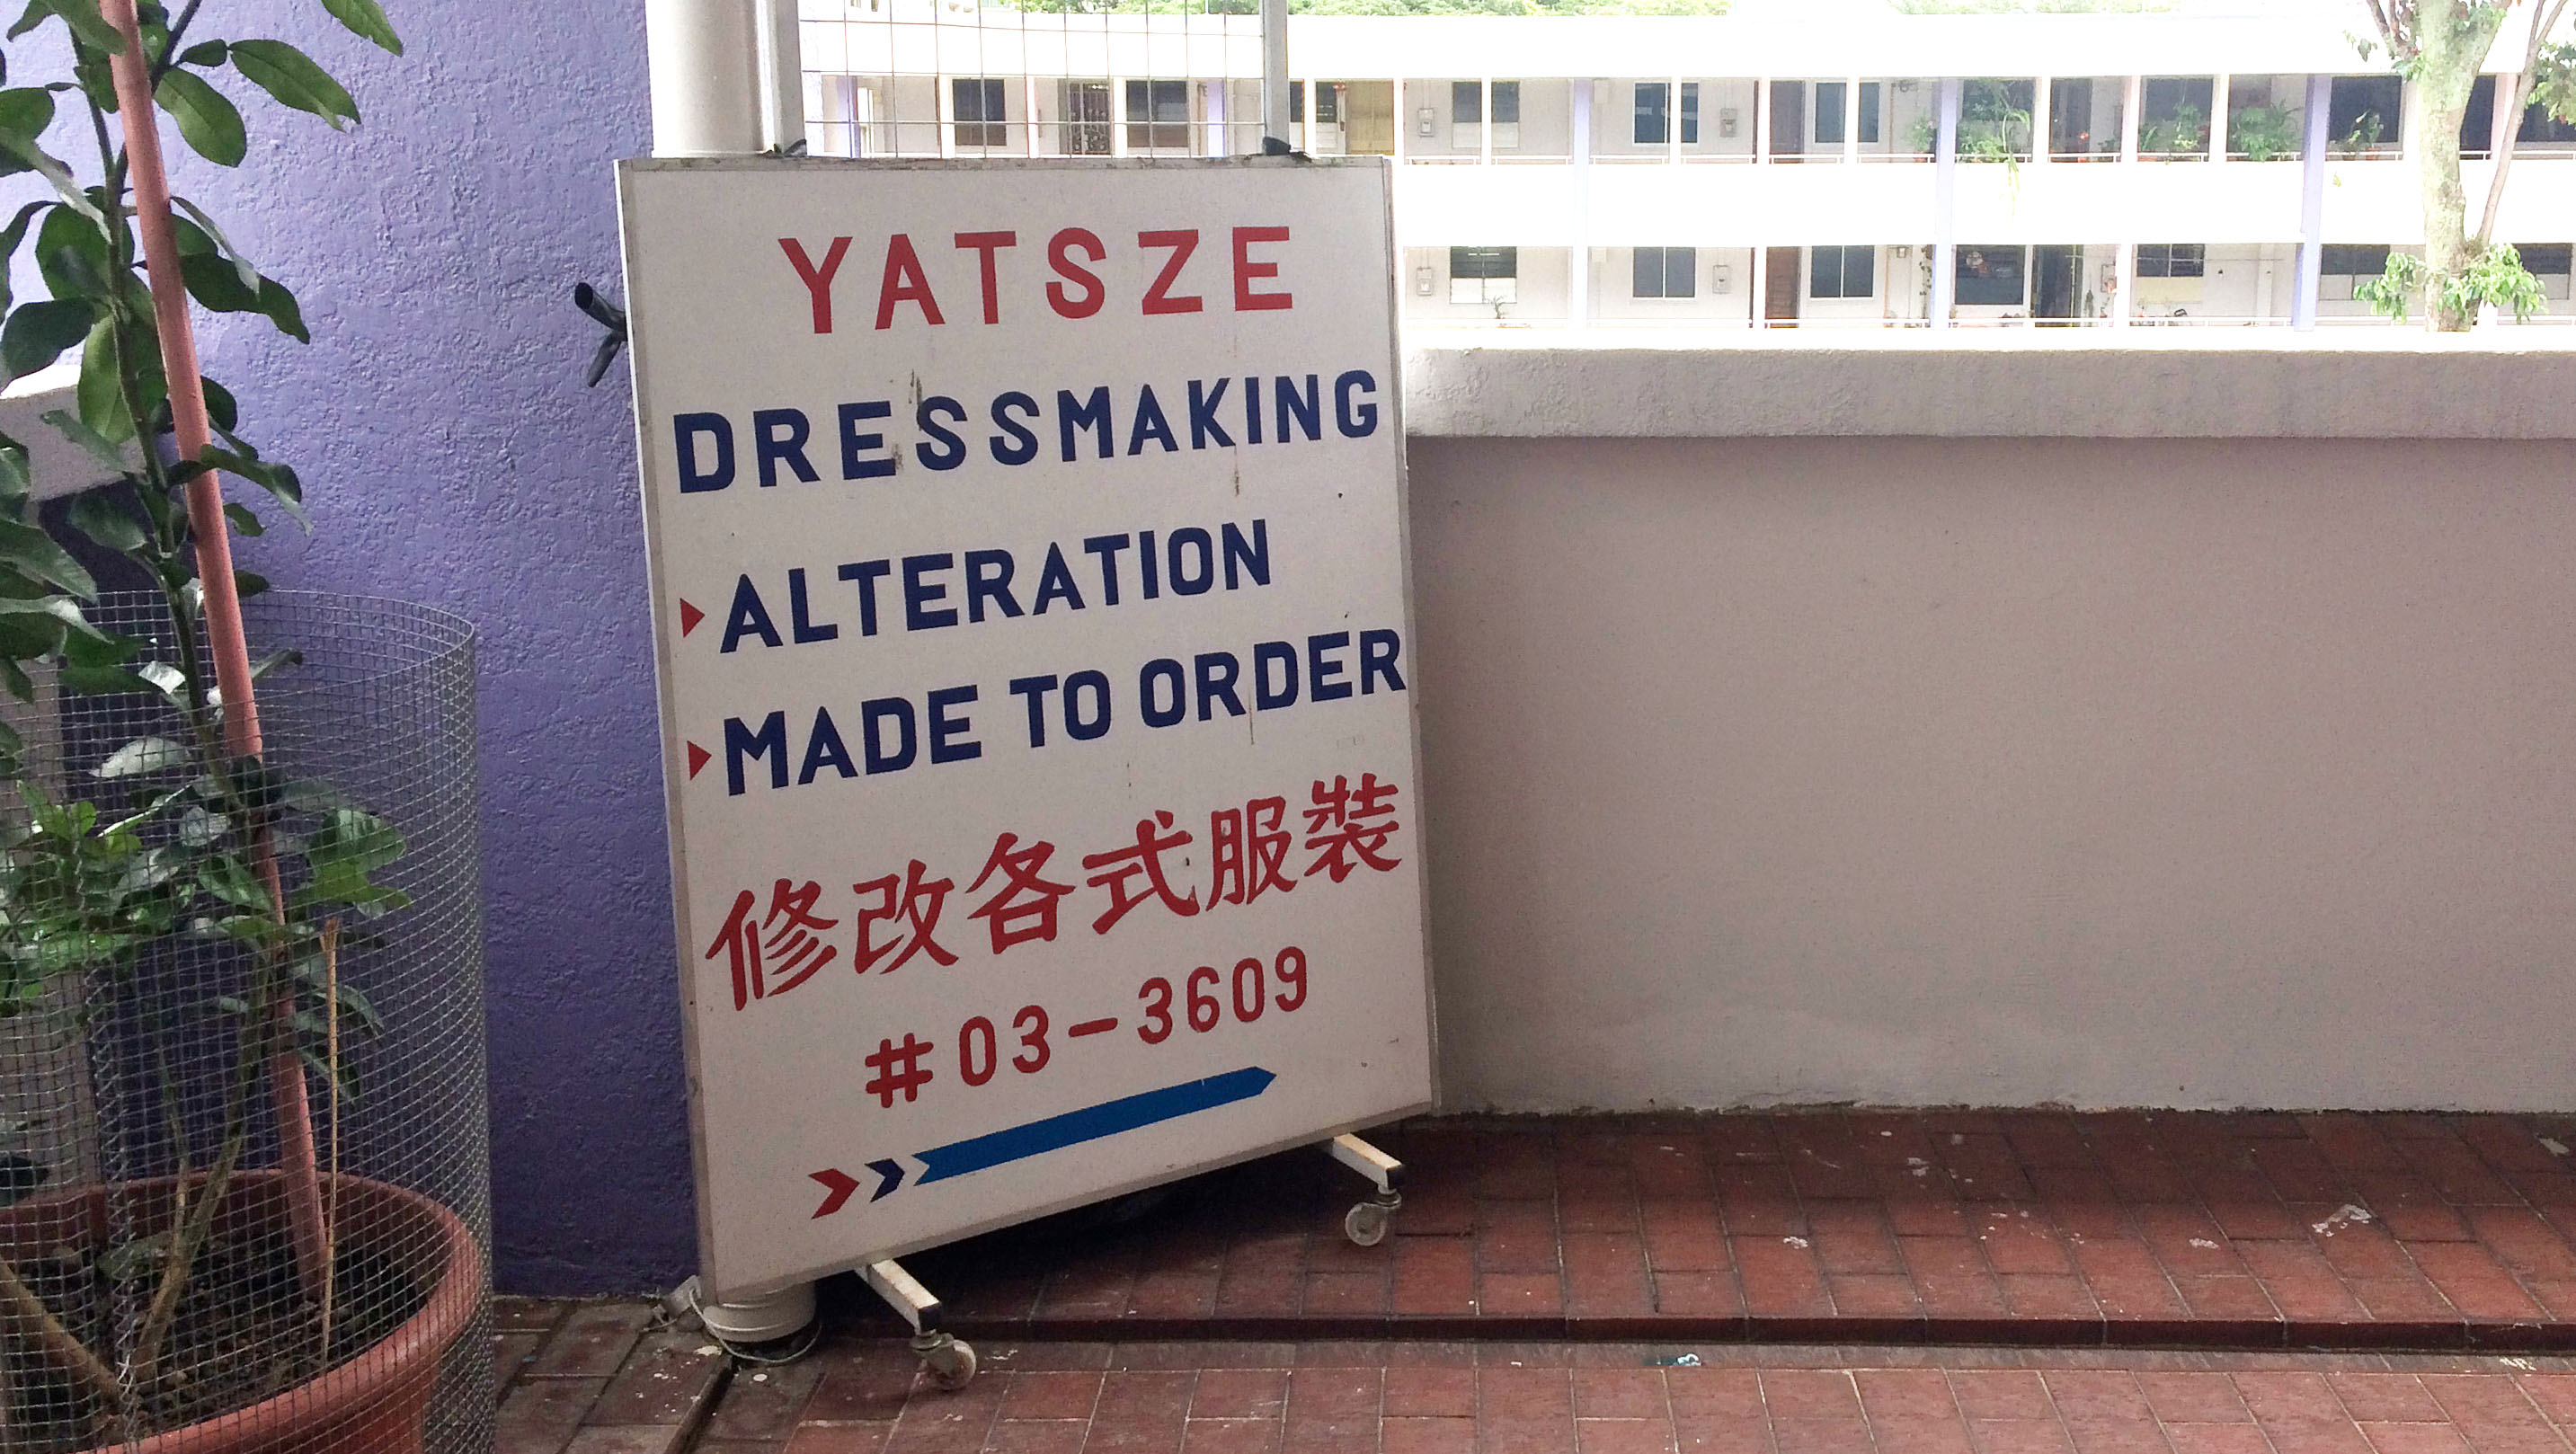 YATSZE
DRESSMAKING
ALTERATION
MADE TO ORDER
修改各式服裝
#03-3609